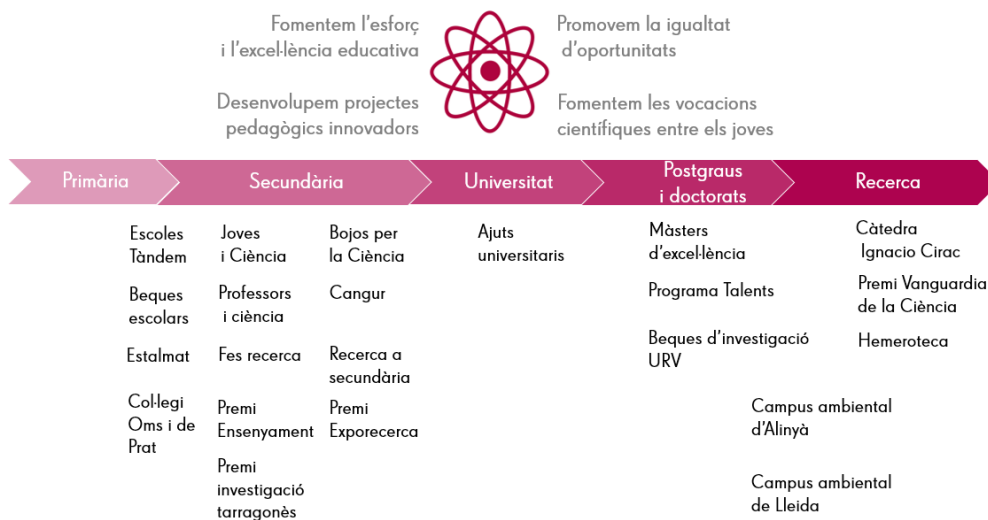 Fomentem l'esforç
i l'excel·lència educativa
Promovem la igualtat
d'oportunitats
Desenvolupem projectes
pedagògics innovadors
Fomentem les vocacions
científiques entre els joves
Primària
Secundària
Universitat
Postgraus
i doctorats
Recerca
Escoles
Tàndem
Beques
escolars
Estalmat
Col·legi
Oms i de
Prat
Joves
i Ciència
Professors
i ciència
Fes recerca
Premi
Ensenyament
Premi
investigació
tarragonès
Bojos per
la Ciència
Cangur
Recerca a
secundària
Premi
Exporecerca
Ajuts
universitaris
Màsters
d'excel·lència
Programa Talents
Beques d'investigació
URV
Càtedra
Ignacio Cirac
Premi Vanguardia
de la Ciència
Hemeroteca
Campus ambiental
d'Alinyà
Campus ambiental
de Lleida